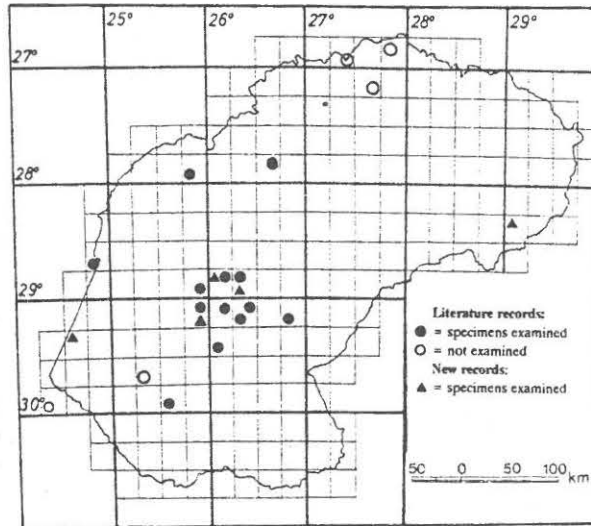 25° 26° 27° 28° 29°
27°
28°
29°
30°
Literature records:
● = specimens examined
○ = not examined
New records:
▲ = specimens examined
50 0 50 100 km